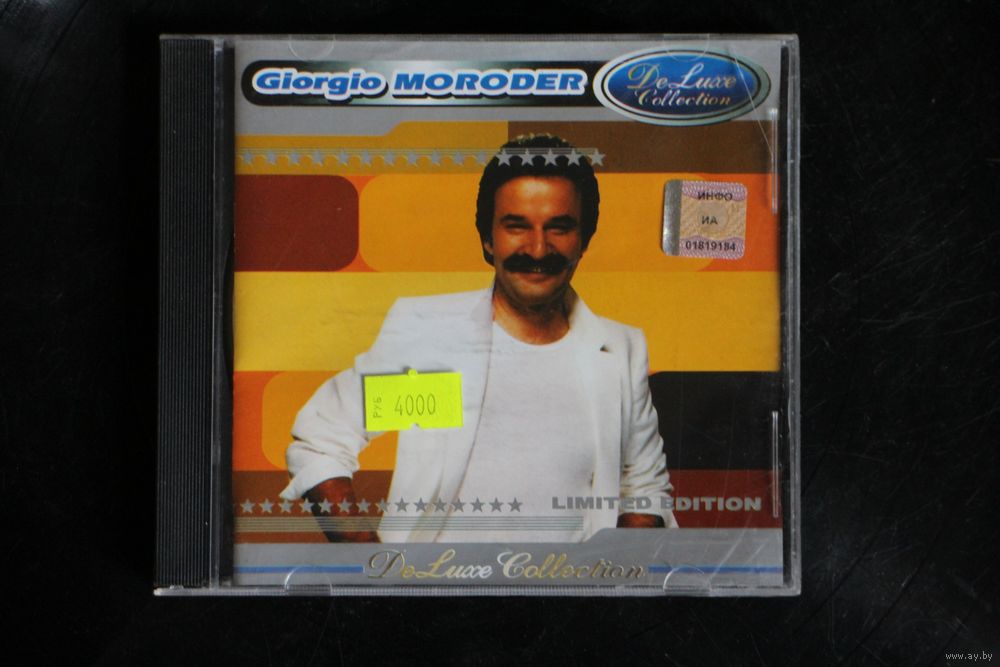 Giorgio MORODER
DeLuxe
Collection
ИНФО
ИА
01819184
РУБ. 4000
LIMITED EDITION
DeLuxe Collection
www.ay.by